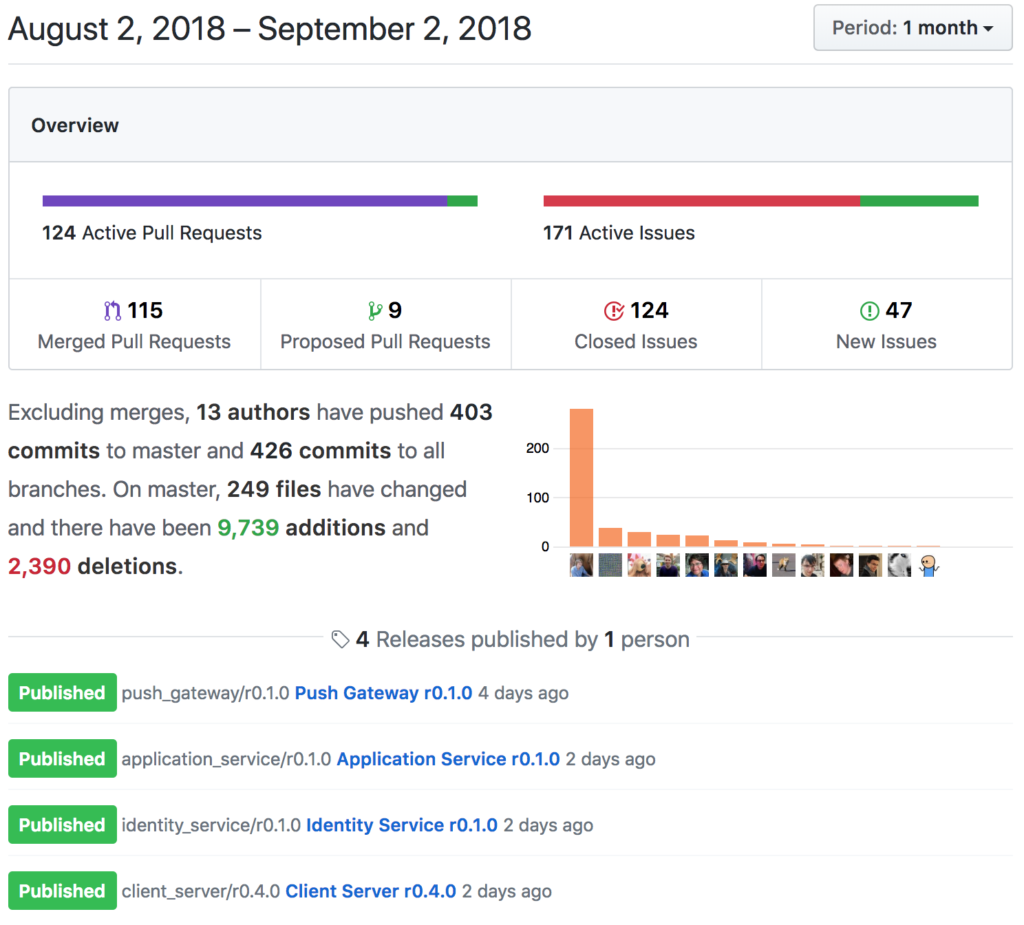 August 2, 2018 – September 2, 2018
Period: 1 month
Overview
124 Active Pull Requests
171 Active Issues
115
Merged Pull Requests
9
Proposed Pull Requests
124
Closed Issues
47
New Issues
Excluding merges, 13 authors have pushed 403
commits to master and 426 commits to all
branches. On master, 249 files have changed
and there have been 9,739 additions and
2,390 deletions.
200
100
0
4 Releases published by 1 person
Published push_gateway/r0.1.0 Push Gateway r0.1.0 4 days ago
Published application_service/r0.1.0 Application Service r0.1.0 2 days ago
Published identity_service/r0.1.0 Identity Service r0.1.0 2 days ago
Published client_server/r0.4.0 Client Server r0.4.0 2 days ago